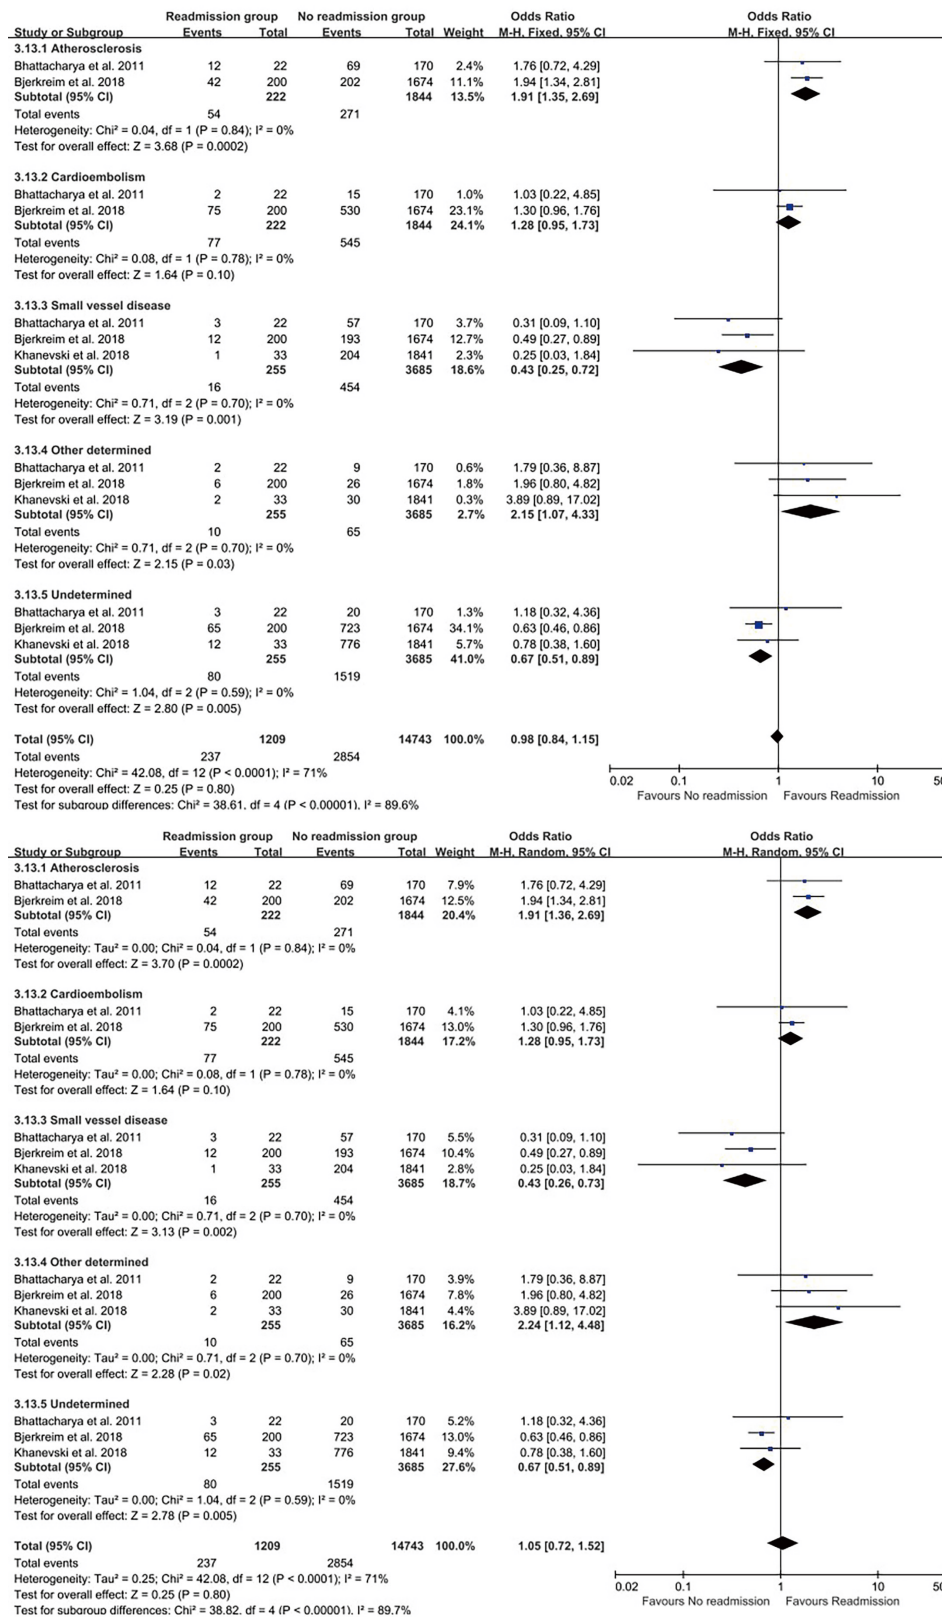 Readmission group No readmission group Odds Ratio Odds Ratio
Study or Subgroup Events Total Events Total Weight M-H, Fixed, 95% CI M-H, Fixed, 95% CI
3.13.1 Atherosclerosis
Bhattacharya et al. 2011 12 22 69 170 2.4% 1.76 [0.72, 4.29]
Bjerkreim et al. 2018 42 200 202 1674 11.1% 1.94 [1.34, 2.81]
Subtotal (95% CI) 222 1844 13.5% 1.91 [1.35, 2.69]
Total events 54 271
Heterogeneity: Chi² = 0.04, df = 1 (P = 0.84); I² = 0%
Test for overall effect: Z = 3.68 (P = 0.0002)
3.13.2 Cardioembolism
Bhattacharya et al. 2011 2 22 15 170 1.0% 1.03 [0.22, 4.85]
Bjerkreim et al. 2018 75 200 530 1674 23.1% 1.30 [0.96, 1.76]
Subtotal (95% CI) 222 1844 24.1% 1.28 [0.95, 1.73]
Total events 77 545
Heterogeneity: Chi² = 0.08, df = 1 (P = 0.78); I² = 0%
Test for overall effect: Z = 1.64 (P = 0.10)
3.13.3 Small vessel disease
Bhattacharya et al. 2011 3 22 57 170 3.7% 0.31 [0.09, 1.10]
Bjerkreim et al. 2018 12 200 193 1674 12.7% 0.49 [0.27, 0.89]
Khanevski et al. 2018 1 33 204 1841 2.3% 0.25 [0.03, 1.84]
Subtotal (95% CI) 255 3685 18.6% 0.43 [0.25, 0.72]
Total events 16 454
Heterogeneity: Chi² = 0.71, df = 2 (P = 0.70); I² = 0%
Test for overall effect: Z = 3.19 (P = 0.001)
3.13.4 Other determined
Bhattacharya et al. 2011 2 22 9 170 0.6% 1.79 [0.36, 8.87]
Bjerkreim et al. 2018 6 200 26 1674 1.8% 1.96 [0.80, 4.82]
Khanevski et al. 2018 2 33 30 1841 0.3% 3.89 [0.89, 17.02]
Subtotal (95% CI) 255 3685 2.7% 2.15 [1.07, 4.33]
Total events 10 65
Heterogeneity: Chi² = 0.71, df = 2 (P = 0.70); I² = 0%
Test for overall effect: Z = 2.15 (P = 0.03)
3.13.5 Undetermined
Bhattacharya et al. 2011 3 22 20 170 1.3% 1.18 [0.32, 4.36]
Bjerkreim et al. 2018 65 200 723 1674 34.1% 0.63 [0.46, 0.86]
Khanevski et al. 2018 12 33 776 1841 5.7% 0.78 [0.38, 1.60]
Subtotal (95% CI) 255 3685 41.0% 0.67 [0.51, 0.89]
Total events 80 1519
Heterogeneity: Chi² = 1.04, df = 2 (P = 0.59); I² = 0%
Test for overall effect: Z = 2.80 (P = 0.005)
Total (95% CI) 1209 14743 100.0% 0.98 [0.84, 1.15]
Total events 237 2854
Heterogeneity: Chi² = 42.08, df = 12 (P < 0.0001); I² = 71%
Test for overall effect: Z = 0.25 (P = 0.80)
Test for subgroup differences: Chi² = 38.61, df = 4 (P < 0.00001), I² = 89.6%
0.02 0.1 1 10 50
Favours No readmission Favours Readmission
Readmission group No readmission group Odds Ratio Odds Ratio
Study or Subgroup Events Total Events Total Weight M-H, Random, 95% CI M-H, Random, 95% CI
3.13.1 Atherosclerosis
Bhattacharya et al. 2011 12 22 69 170 7.9% 1.76 [0.72, 4.29]
Bjerkreim et al. 2018 42 200 202 1674 12.5% 1.94 [1.34, 2.81]
Subtotal (95% CI) 222 1844 20.4% 1.91 [1.36, 2.69]
Total events 54 271
Heterogeneity: Tau² = 0.00; Chi² = 0.04, df = 1 (P = 0.84); I² = 0%
Test for overall effect: Z = 3.70 (P = 0.0002)
3.13.2 Cardioembolism
Bhattacharya et al. 2011 2 22 15 170 4.1% 1.03 [0.22, 4.85]
Bjerkreim et al. 2018 75 200 530 1674 13.0% 1.30 [0.96, 1.76]
Subtotal (95% CI) 222 1844 17.2% 1.28 [0.95, 1.73]
Total events 77 545
Heterogeneity: Tau² = 0.00; Chi² = 0.08, df = 1 (P = 0.78); I² = 0%
Test for overall effect: Z = 1.64 (P = 0.10)
3.13.3 Small vessel disease
Bhattacharya et al. 2011 3 22 57 170 5.5% 0.31 [0.09, 1.10]
Bjerkreim et al. 2018 12 200 193 1674 10.4% 0.49 [0.27, 0.89]
Khanevski et al. 2018 1 33 204 1841 2.8% 0.25 [0.03, 1.84]
Subtotal (95% CI) 255 3685 18.7% 0.43 [0.26, 0.73]
Total events 16 454
Heterogeneity: Tau² = 0.00; Chi² = 0.71, df = 2 (P = 0.70); I² = 0%
Test for overall effect: Z = 3.13 (P = 0.002)
3.13.4 Other determined
Bhattacharya et al. 2011 2 22 9 170 3.9% 1.79 [0.36, 8.87]
Bjerkreim et al. 2018 6 200 26 1674 7.8% 1.96 [0.80, 4.82]
Khanevski et al. 2018 2 33 30 1841 4.4% 3.89 [0.89, 17.02]
Subtotal (95% CI) 255 3685 16.2% 2.24 [1.12, 4.48]
Total events 10 65
Heterogeneity: Tau² = 0.00; Chi² = 0.71, df = 2 (P = 0.70); I² = 0%
Test for overall effect: Z = 2.28 (P = 0.02)
3.13.5 Undetermined
Bhattacharya et al. 2011 3 22 20 170 5.2% 1.18 [0.32, 4.36]
Bjerkreim et al. 2018 65 200 723 1674 13.0% 0.63 [0.46, 0.86]
Khanevski et al. 2018 12 33 776 1841 9.4% 0.78 [0.38, 1.60]
Subtotal (95% CI) 255 3685 27.6% 0.67 [0.51, 0.89]
Total events 80 1519
Heterogeneity: Tau² = 0.00; Chi² = 1.04, df = 2 (P = 0.59); I² = 0%
Test for overall effect: Z = 2.78 (P = 0.005)
Total (95% CI) 1209 14743 100.0% 1.05 [0.72, 1.52]
Total events 237 2854
Heterogeneity: Tau² = 0.25; Chi² = 42.08, df = 12 (P < 0.0001); I² = 71%
Test for overall effect: Z = 0.25 (P = 0.80)
Test for subgroup differences: Chi² = 38.82, df = 4 (P < 0.00001), I² = 89.7%
0.02 0.1 1 10 50
Favours No readmission Favours Readmission